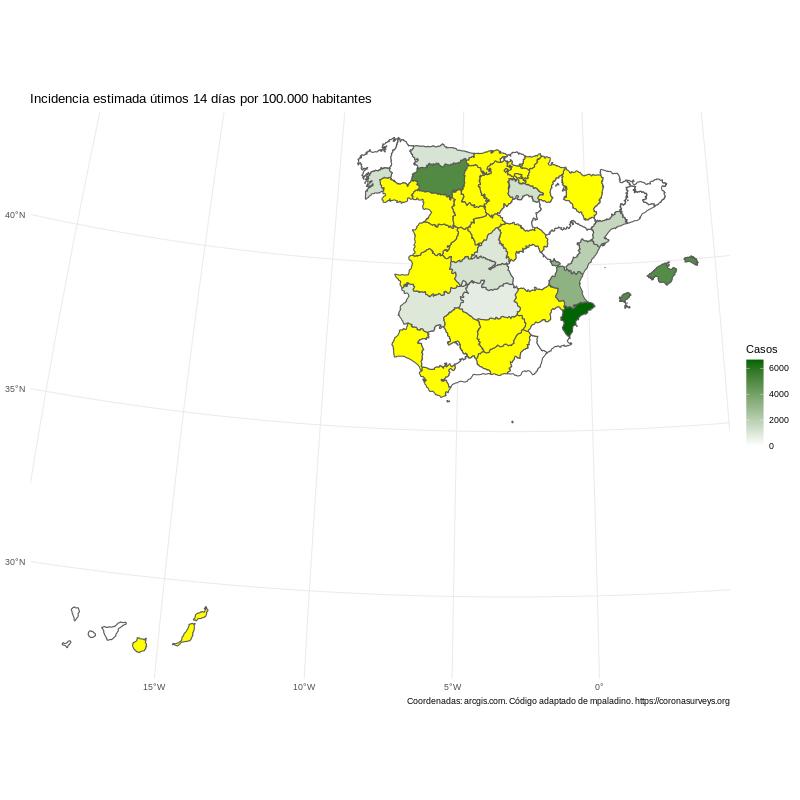 Incidencia estimada útimos 14 días por 100.000 habitantes
40°N
35°N
30°N
15°W
10°W
5°W
0°
Casos
6000
4000
2000
0
Coordenadas: arcgis.com. Código adaptado de mpaladino. https://coronasurveys.org